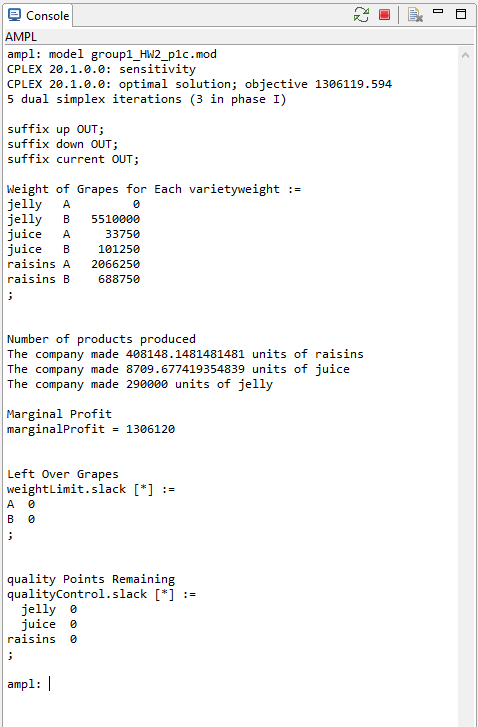 Console
AMPL
ampl: model group1_HW2_p1c.mod
CPLEX 20.1.0.0: sensitivity
CPLEX 20.1.0.0: optimal solution; objective 1306119.594
5 dual simplex iterations (3 in phase I)
suffix up OUT;
suffix down OUT;
suffix current OUT;
Weight of Grapes for Each varietyweight :=
jelly A 0
jelly B 5510000
juice A 33750
juice B 101250
raisins A 2066250
raisins B 688750
;
Number of products produced
The company made 408148.1481481481 units of raisins
The company made 8709.677419354839 units of juice
The company made 290000 units of jelly
Marginal Profit
marginalProfit = 1306120
Left Over Grapes
weightLimit.slack [*] :=
A 0
B 0
;
quality Points Remaining
qualityControl.slack [*] :=
jelly 0
juice 0
raisins 0
;
ampl: